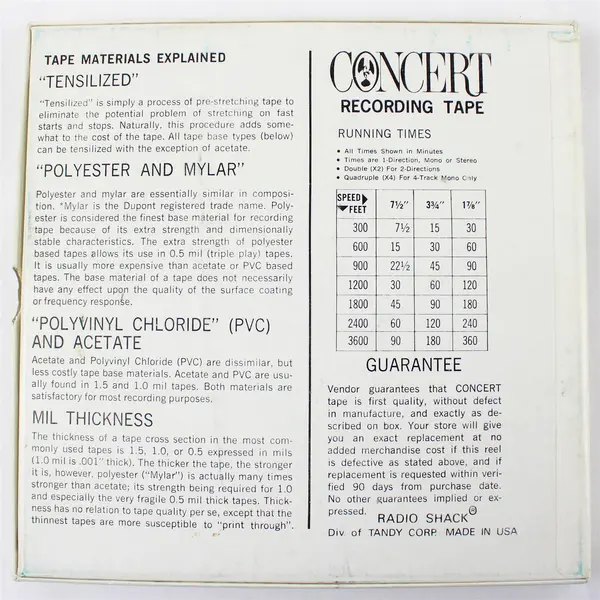 TAPE MATERIALS EXPLAINED
"TENSILIZED"
"Tensilized" is simply a process of pre-stretching tape to
eliminate the potential problem of stretching on fast
starts and stops. Naturally, this procedure adds some-
what to the cost of the tape. All tape base types (below)
can be tensilized with the exception of acetate.
"POLYESTER AND MYLAR"
Polyester and mylar are essentially similar in composi-
tion. *Mylar is the Dupont registered trade name. Poly-
ester is considered the finest base material for recording
tape because of its extra strength and dimensionally
stable characteristics. The extra strength of polyester
based tapes allows its use in 0.5 mil (triple play) tapes.
It is usually more expensive than acetate or PVC based
tapes. The base material of a tape does not necessarily
have any effect upon the quality of the surface coating
or frequency response.
"POLYVINYL CHLORIDE" (PVC)
AND ACETATE
Acetate and Polyvinyl Chloride (PVC) are dissimilar, but
less costly tape base materials. Acetate and PVC are usu-
ally found in 1.5 and 1.0 mil tapes. Both materials are
satisfactory for most recording purposes.
MIL THICKNESS
The thickness of a tape cross section in the most com-
monly used tapes is 1.5, 1.0, or 0.5 expressed in mils
(1.0 mil is .001" thick). The thicker the tape, the stronger
it is, however, polyester ("Mylar") is actually many times
stronger than acetate; its strength being required for 1.0
and especially the very fragile 0.5 mil thick tapes. Thick-
ness has no relation to tape quality per se, except that the
thinnest tapes are more susceptible to "print through".
CONCERT
RECORDING TAPE
RUNNING TIMES
• All Times Shown in Minutes
• Times are 1-Direction, Mono or Stereo
• Double (X2) For 2-Directions
• Quadruple (X4) For 4-Track Mono Only
SPEED 7½" 3¾" 1⅞"
FEET
300 7½ 15 30
600 15 30 60
900 22½ 45 90
1200 30 60 120
1800 45 90 180
2400 60 120 240
3600 90 180 360
GUARANTEE
Vendor guarantees that CONCERT
tape is first quality, without defect
in manufacture, and exactly as de-
scribed on box. Your store will give
you an exact replacement at no
added merchandise cost if this reel
is defective as stated above, and if
replacement is requested within veri-
fied 90 days from purchase date.
No other guarantees implied or ex-
pressed.
RADIO SHACK®
Div. of TANDY CORP. MADE IN USA